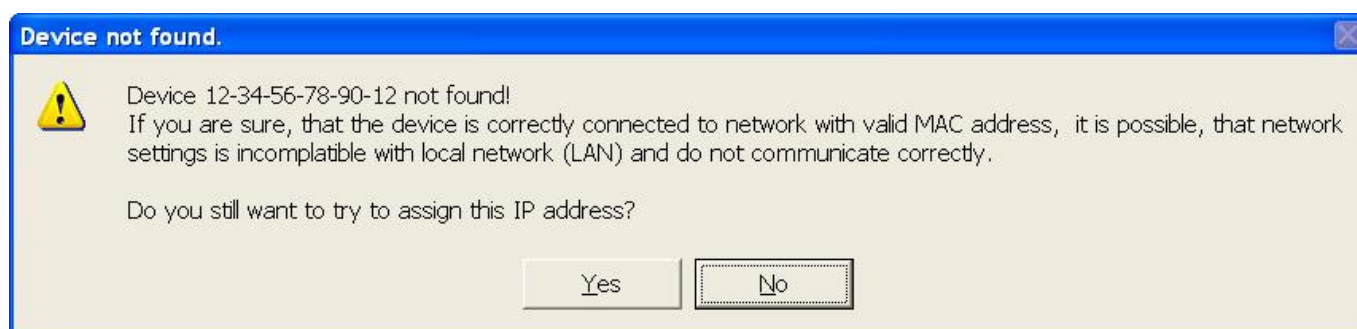 Device not found.
Device 12-34-56-78-90-12 not found!
If you are sure, that the device is correctly connected to network with valid MAC address, it is possible, that network
settings is incomplatible with local network (LAN) and do not communicate correctly.
Do you still want to try to assign this IP address?
Yes No